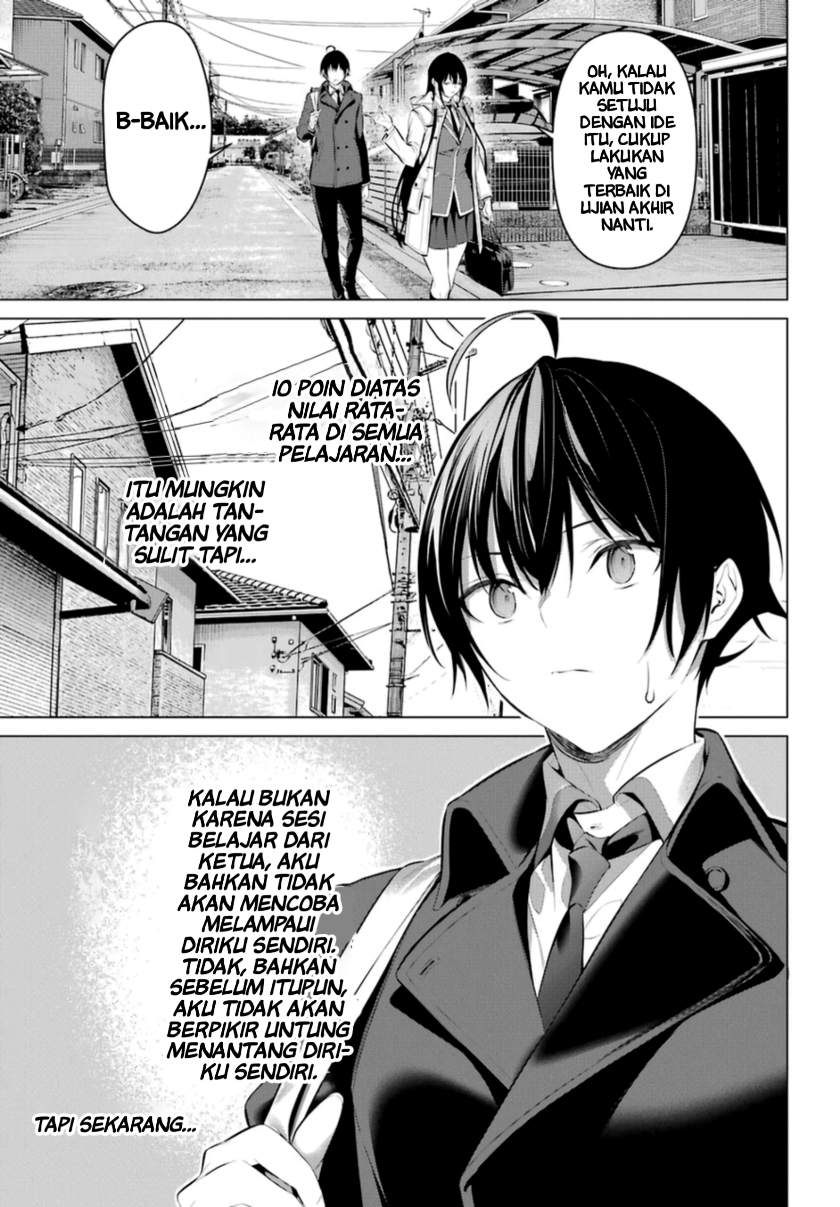 OH, KALAU
KAMU TIDAK
SETUJU
DENGAN IDE
ITU, CUKUP
LAKUKAN
YANG
TERBAIK DI
UJIAN AKHIR
NANTI.
B-BAIK...
10 POIN DIATAS
NILAI RATA-
RATA DI SEMUA
PELAJARAN...
ITU MUNGKIN
ADALAH TAN-
TANGAN YANG
SULIT TAPI...
KALAU BUKAN
KARENA SESI
BELAJAR DARI
KETUA, AKU
BAHKAN TIDAK
AKAN MENCOBA
MELAMPAUI
DIRIKU SENDIRI.
TIDAK, BAHKAN
SEBELUM ITUPUN,
AKU TIDAK AKAN
BERPIKIR UNTUNG
MENANTANG DIRI-
KU SENDIRI.
TAPI SEKARANG...